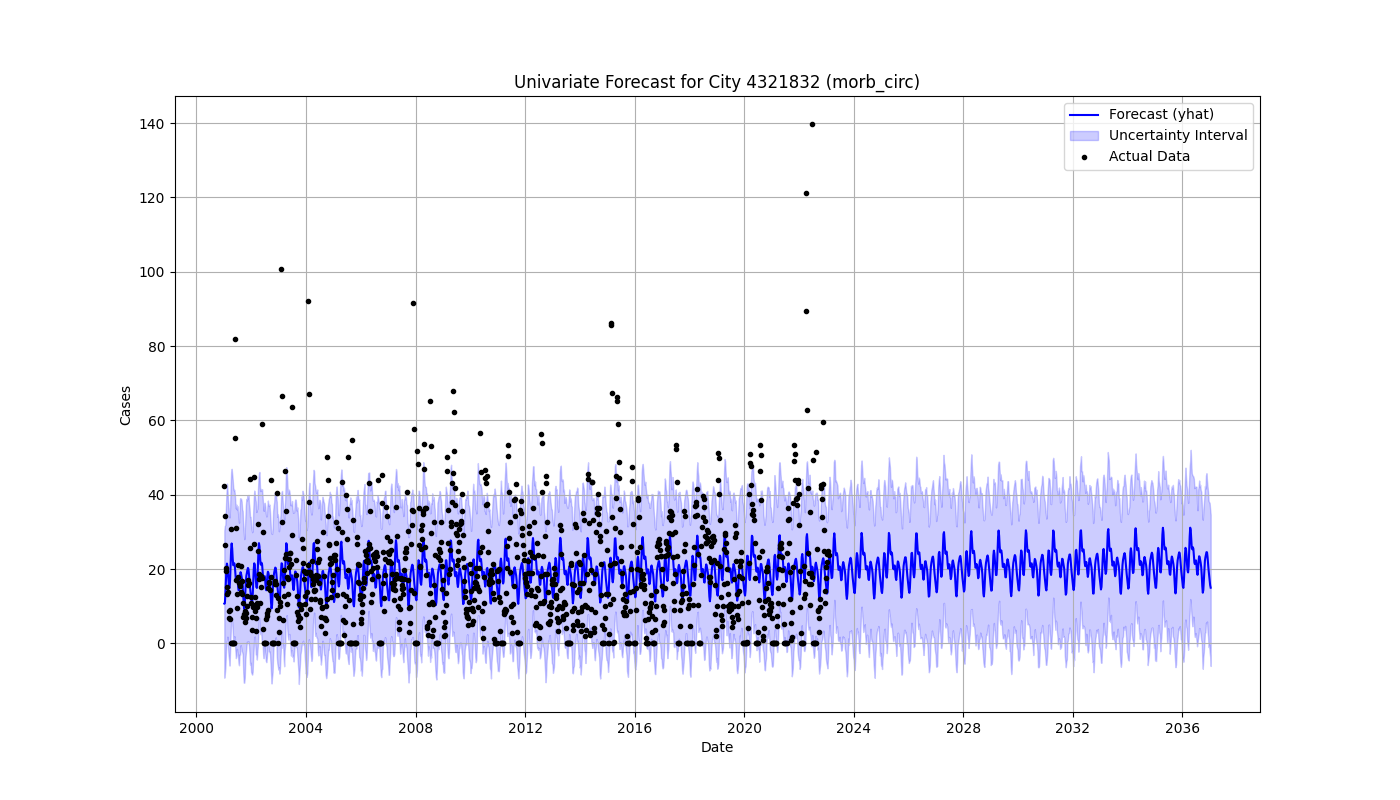 Univariate Forecast for City 4321832 (morb_circ)
Forecast (yhat)
Uncertainty Interval
Actual Data
Cases
140
120
100
80
60
40
20
0
2000 2004 2008 2012 2016 2020 2024 2028 2032 2036
Date